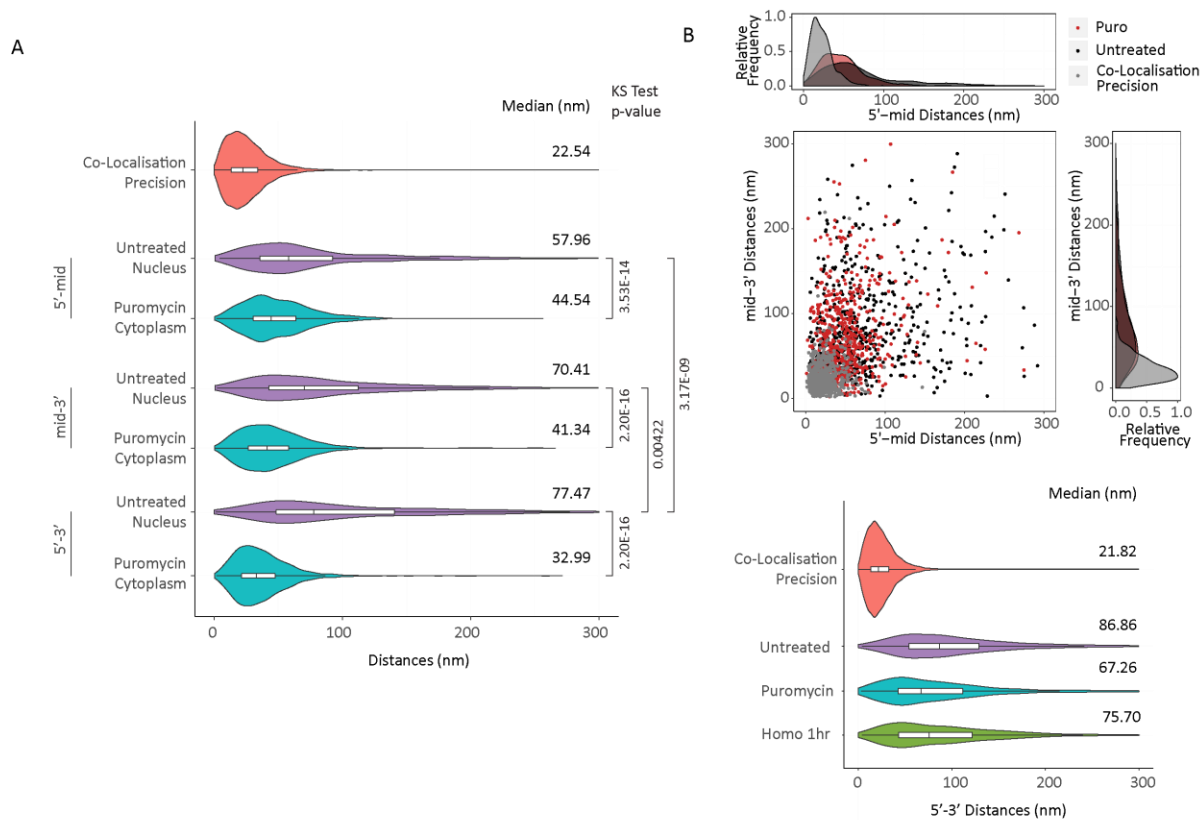 A
Median (nm)
KS Test
p-value
Co-Localisation
Precision
22.54
5'-mid
Untreated
Nucleus
57.96
Puromycin
Cytoplasm
44.54
3.53E-14
mid-3'
Untreated
Nucleus
70.41
Puromycin
Cytoplasm
41.34
2.20E-16
5'-3'
Untreated
Nucleus
77.47
Puromycin
Cytoplasm
32.99
2.20E-16
0.00422
3.17E-09
0 100 200 300
Distances (nm)
B
Relative
Frequency
1.0
0.5
0.0
0 100 200 300
5'-mid Distances (nm)
Puro
Untreated
Co-Localisation
Precision
mid-3' Distances (nm)
300
200
100
0
0 100 200 300
5'-mid Distances (nm)
mid-3' Distances (nm)
300
200
100
0
0.0 0.5 1.0
Relative
Frequency
Median (nm)
Co-Localisation
Precision
21.82
Untreated
86.86
Puromycin
67.26
Homo 1hr
75.70
0 100 200 300
5'-3' Distances (nm)